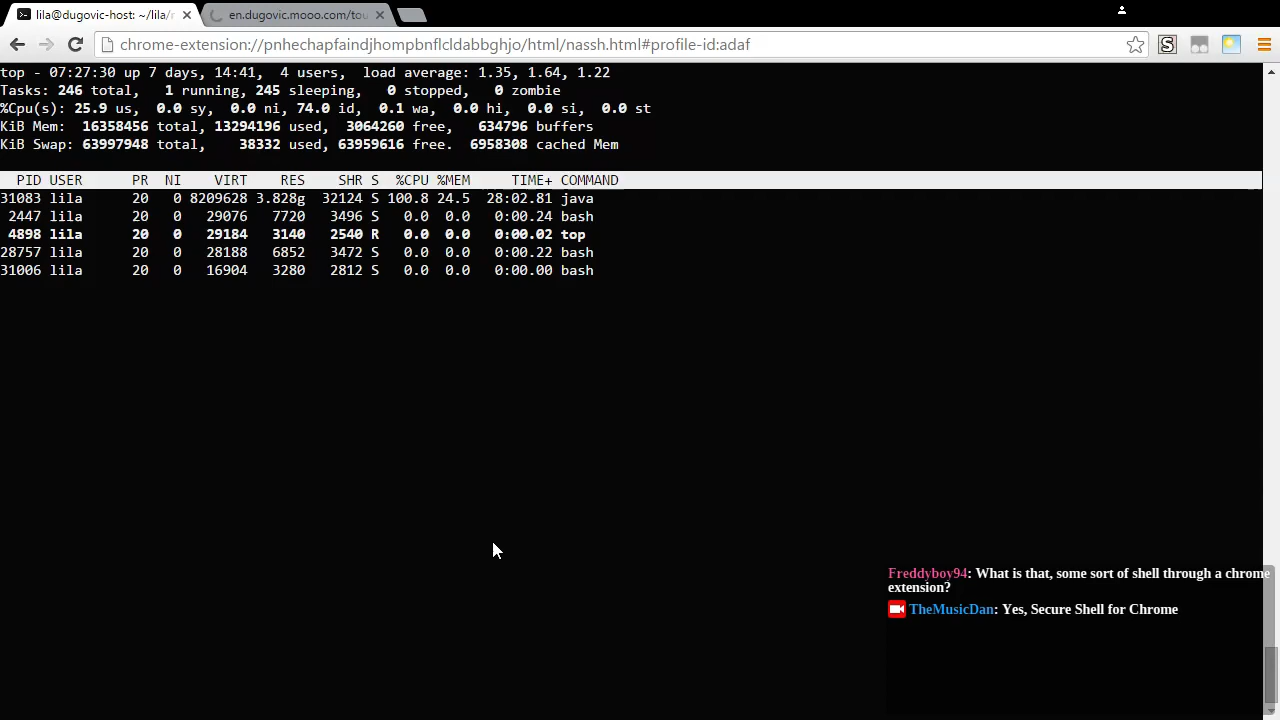 lila@dugovic-host: ~/lila/r
en.dugovic.mooo.com/tou
chrome-extension://pnhechapfaindjhompbnflcldabbghjo/html/nassh.html#profile-id:adaf
top - 07:27:30 up 7 days, 14:41,  4 users,  load average: 1.35, 1.64, 1.22
Tasks: 246 total,   1 running, 245 sleeping,   0 stopped,   0 zombie
%Cpu(s): 25.9 us,  0.0 sy,  0.0 ni, 74.0 id,  0.1 wa,  0.0 hi,  0.0 si,  0.0 st
KiB Mem:  16358456 total, 13294196 used,  3064260 free,   634796 buffers
KiB Swap: 63997948 total,    38332 used, 63959616 free.  6958308 cached Mem
PID USER      PR  NI    VIRT    RES    SHR S  %CPU %MEM     TIME+ COMMAND
31083 lila      20   0 8209628 3.828g  32124 S 100.8 24.5  28:02.81 java
2447 lila      20   0   29076   7720   3496 S   0.0  0.0   0:00.24 bash
4898 lila      20   0   29184   3140   2540 R   0.0  0.0   0:00.02 top
28757 lila      20   0   28188   6852   3472 S   0.0  0.0   0:00.22 bash
31006 lila      20   0   16904   3280   2812 S   0.0  0.0   0:00.00 bash
Freddyboy94: What is that, some sort of shell through a chrome
extension?
TheMusicDan: Yes, Secure Shell for Chrome